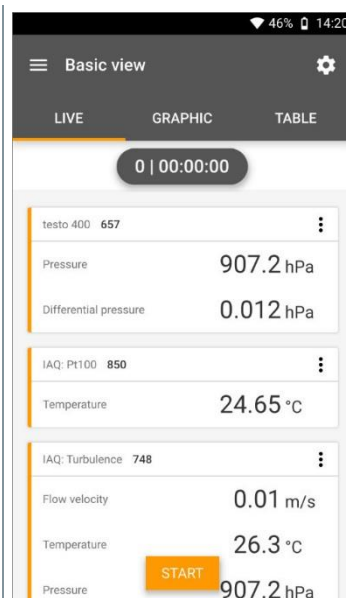 46% 14:20
Basic view
LIVE GRAPHIC TABLE
0 | 00:00:00
testo 400 657
Pressure 907.2 hPa
Differential pressure 0.012 hPa
IAQ: Pt100 850
Temperature 24.65 °C
IAQ: Turbulence 748
Flow velocity 0.01 m/s
Temperature 26.3 °C
START
Pressure 907.2 hPa